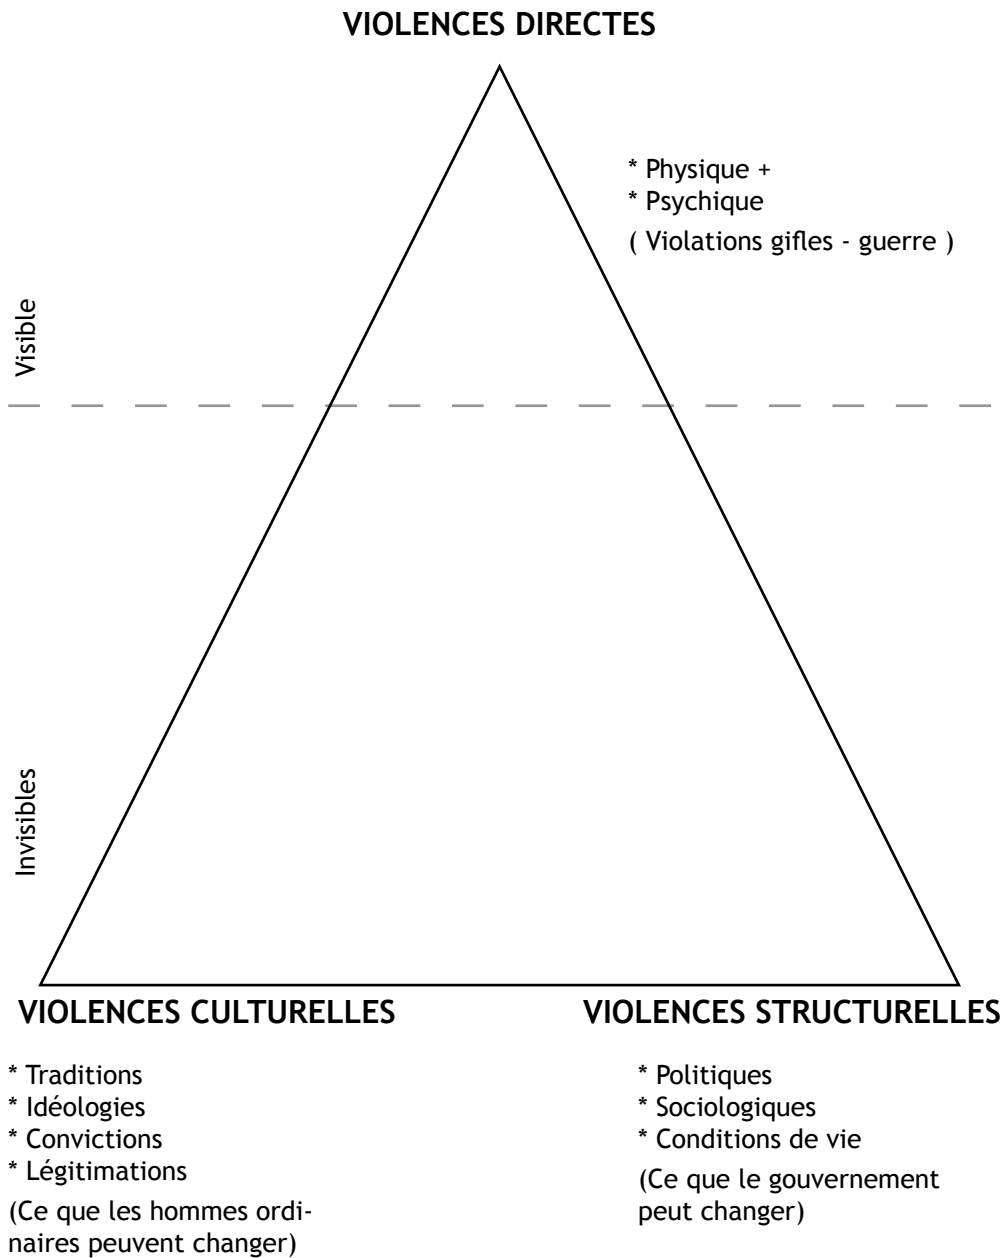 VIOLENCES DIRECTES
* Physique +
* Psychique
( Violations gifles - guerre )
Visible
Invisibles
VIOLENCES CULTURELLES
* Traditions
* Idéologies
* Convictions
* Légitimations
(Ce que les hommes ordi-
naires peuvent changer)
VIOLENCES STRUCTURELLES
* Politiques
* Sociologiques
* Conditions de vie
(Ce que le gouvernement
peut changer)